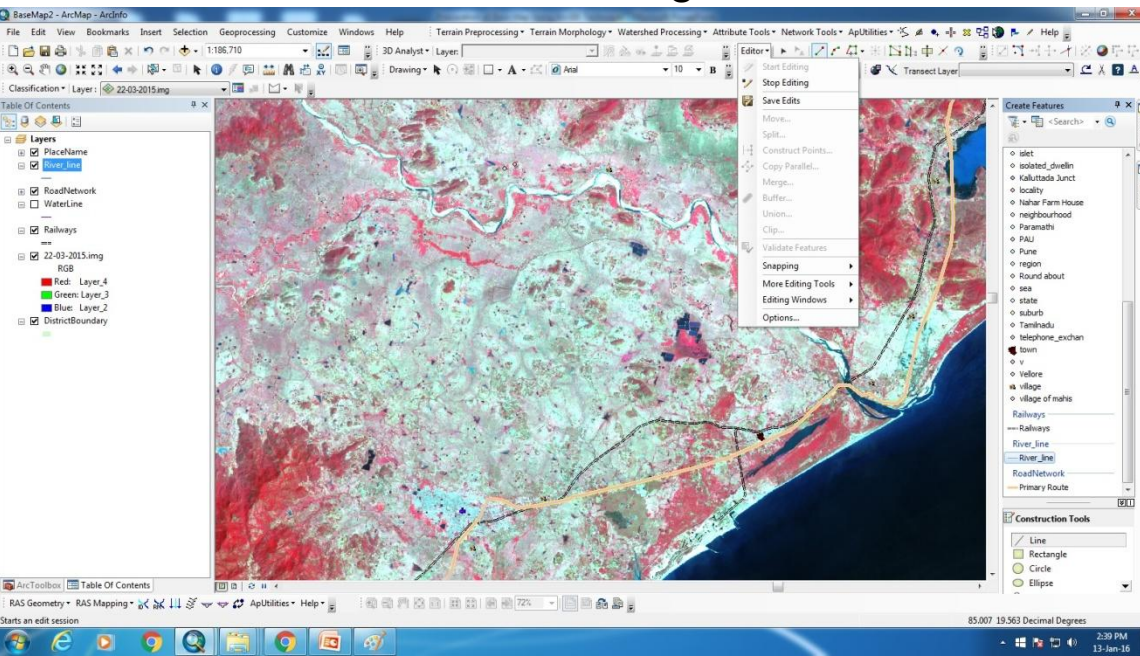 BaseMap2 - ArcMap - ArcInfo
File Edit View Bookmarks Insert Selection Geoprocessing Customize Windows Help Terrain Preprocessing Terrain Morphology Watershed Processing Attribute Tools Network Tools ApUtilities Help
1:186,710 3D Analyst Layer: Editor
Drawing A Arial 10 B Transect Layer
Classification Layer: 22-03-2015.img
Table Of Contents
Layers
PlaceName
River_line
RoadNetwork
WaterLine
Railways
22-03-2015.img
RGB
Red: Layer_4
Green: Layer_3
Blue: Layer_2
DistrictBoundary
Start Editing
Stop Editing
Save Edits
Move...
Split...
Construct Points...
Copy Parallel...
Merge...
Buffer...
Union...
Clip...
Validate Features
Snapping
More Editing Tools
Editing Windows
Options...
Create Features
<Search>
islet
isolated_dwellin
Kalluttada Junct
locality
Nahar Farm House
neighbourhood
Paramathi
PAU
Pune
region
Round about
sea
state
suburb
Tamilnadu
telephone_exchan
town
v
Vellore
village
village of mahis
Railways
Railways
River_line
River_line
RoadNetwork
Primary Route
Construction Tools
Line
Rectangle
Circle
Ellipse
ArcToolbox Table Of Contents
RAS Geometry RAS Mapping ApUtilities Help 72%
Starts an edit session
85.007 19.563 Decimal Degrees
2:39 PM
13-Jan-16